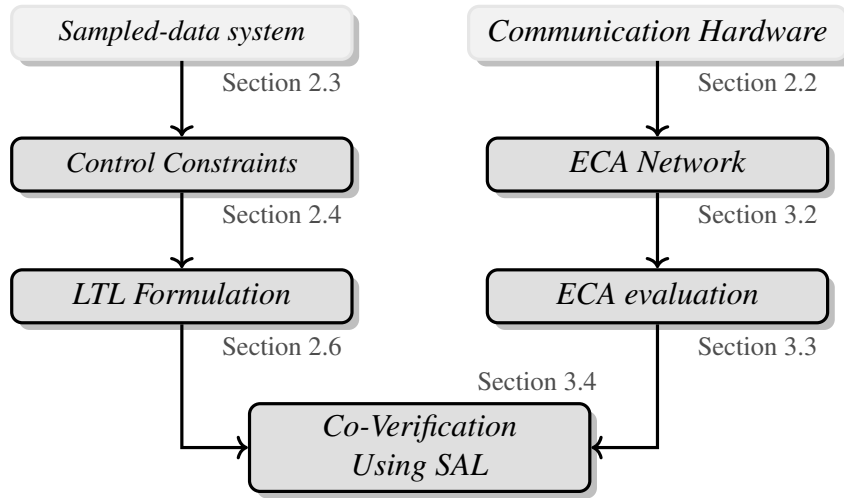 Sampled-data system
Communication Hardware
Section 2.3
Section 2.2
Control Constraints
ECA Network
Section 2.4
Section 3.2
LTL Formulation
ECA evaluation
Section 2.6
Section 3.3
Section 3.4
Co-Verification
Using SAL